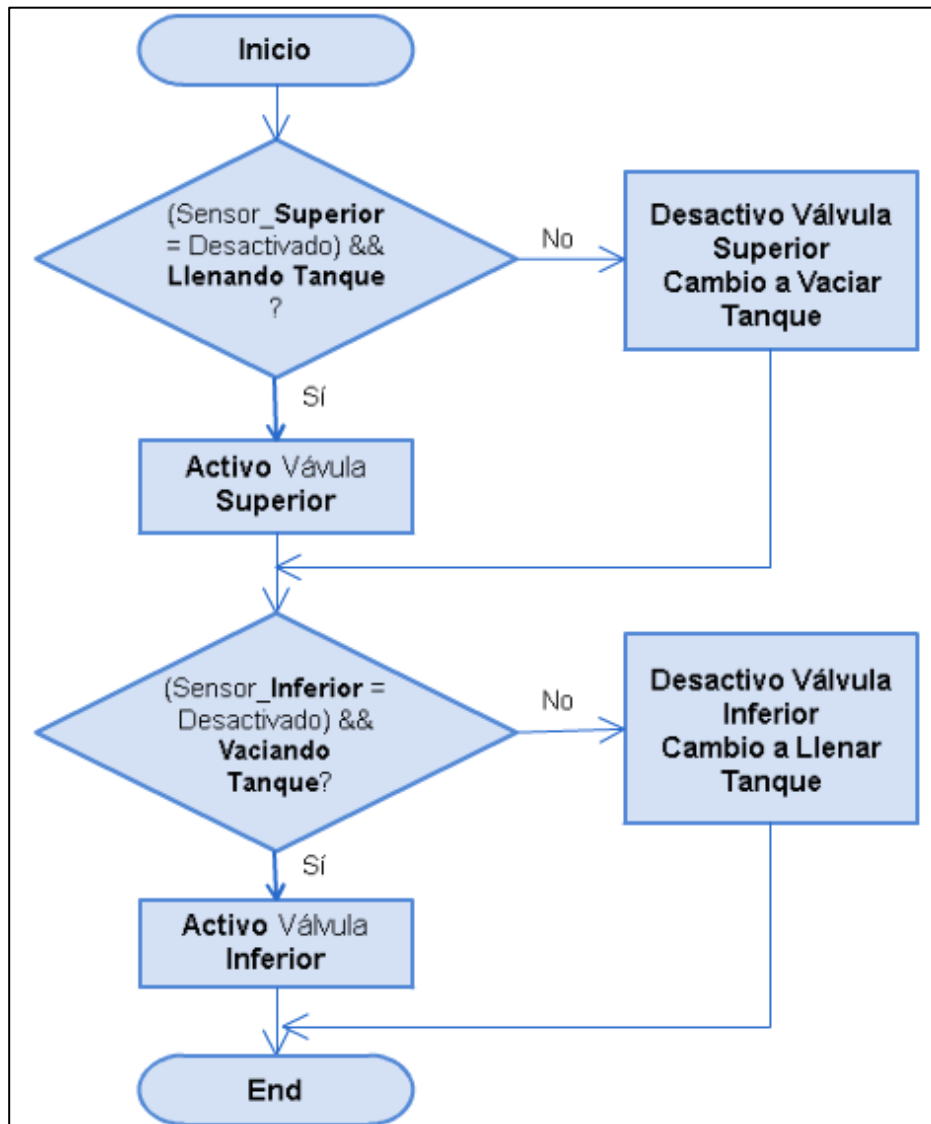 Inicio
(Sensor_Superior
= Desactivado) &&
Llenando Tanque
?
No
Desactivo Válvula
Superior
Cambio a Vaciar
Tanque
Sí
Activo Vávula
Superior
(Sensor_Inferior =
Desactivado) &&
Vaciando
Tanque?
No
Desactivo Válvula
Inferior
Cambio a Llenar
Tanque
Sí
Activo Válvula
Inferior
End